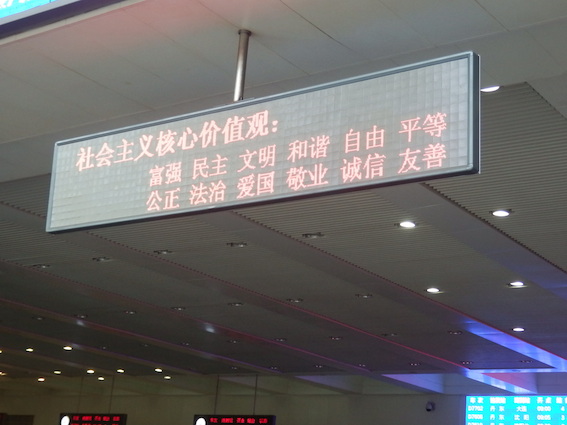 社会主义核心价值观:
富强 民主 文明 和谐 自由 平等
公正 法治 爱国 敬业 诚信 友善